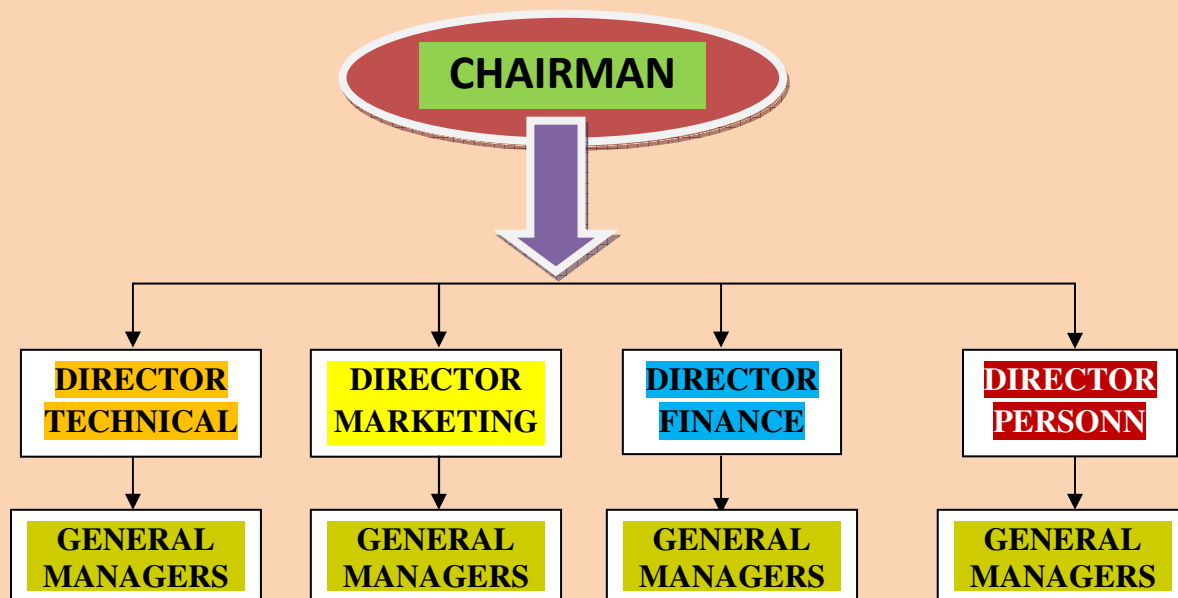 CHAIRMAN
DIRECTOR
TECHNICAL
DIRECTOR
MARKETING
DIRECTOR
FINANCE
DIRECTOR
PERSONN
GENERAL
MANAGERS
GENERAL
MANAGERS
GENERAL
MANAGERS
GENERAL
MANAGERS